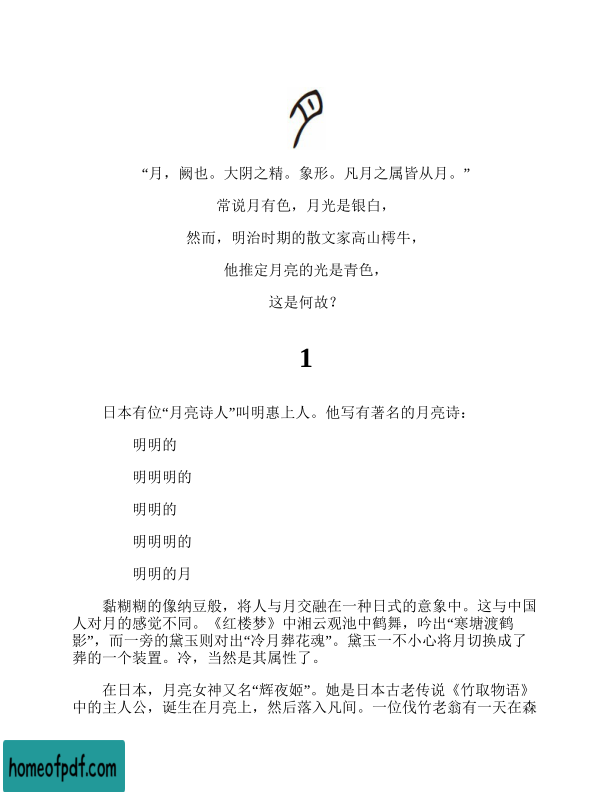 “月，阙也。大阴之精。象形。凡月之属皆从月。”
常说月有色，月光是银白，
然而，明治时期的散文家高山樗牛，
他推定月亮的光是青色，
这是何故？
1
日本有位“月亮诗人”叫明惠上人。他写有著名的月亮诗：
明明的
明明明的
明明的
明明明的
明明的月
黏糊糊的像纳豆般，将人与月交融在一种日式的意象中。这与中国
人对月的感觉不同。《红楼梦》中湘云观池中鹤舞，吟出“寒塘渡鹤
影”，而一旁的黛玉则对出“冷月葬花魂”。黛玉一不小心将月切换成了
葬的一个装置。冷，当然是其属性了。
在日本，月亮女神又名“辉夜姬”。她是日本古老传说《竹取物语》
中的主人公，诞生在月亮上，然后落入凡间。一位伐竹老翁有一天在森
homeofpdf.com